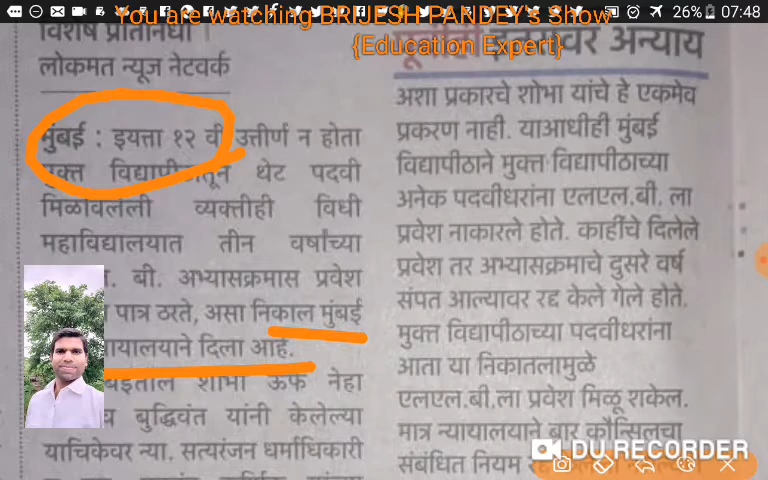 26% 07:48
You are watching BRIJESH PANDEY's Show
{Education Expert}
विशेष प्रतिनिधी
लोकमत न्यूज नेटवर्क
मुंबई : इयत्ता १२ वी उत्तीर्ण न होता
मुक्त विद्यापीठातून थेट पदवी
मिळविलेली व्यक्तीही विधी
महाविद्यालयात तीन वर्षांच्या
बी. अभ्यासक्रमास प्रवेश
पात्र ठरते, असा निकाल मुंबई
दिला आहे.
शोभा ऊर्फ नेहा
बुद्धिवंत यांनी केलेल्या
याचिकेवर न्या. सत्यरंजन धर्माधिकारी
अन्याय
अशा प्रकारचे शोभा यांचे हे एकमेव
प्रकरण नाही. याआधीही मुंबई
विद्यापीठाने मुक्त विद्यापीठाच्या
अनेक पदवीधरांना एलएल.बी. ला
प्रवेश नाकारले होते. काहींचे दिलेले
प्रवेश तर अभ्यासक्रमाचे दुसरे वर्ष
संपत आल्यावर रद्द केले गेले होते.
मुक्त विद्यापीठाच्या पदवीधरांना
आता या निकालामुळे
एलएल.बी.ला प्रवेश मिळू शकेल.
मात्र न्यायालयाने बार कौन्सिलचा
संबंधित नियम
DU RECORDER